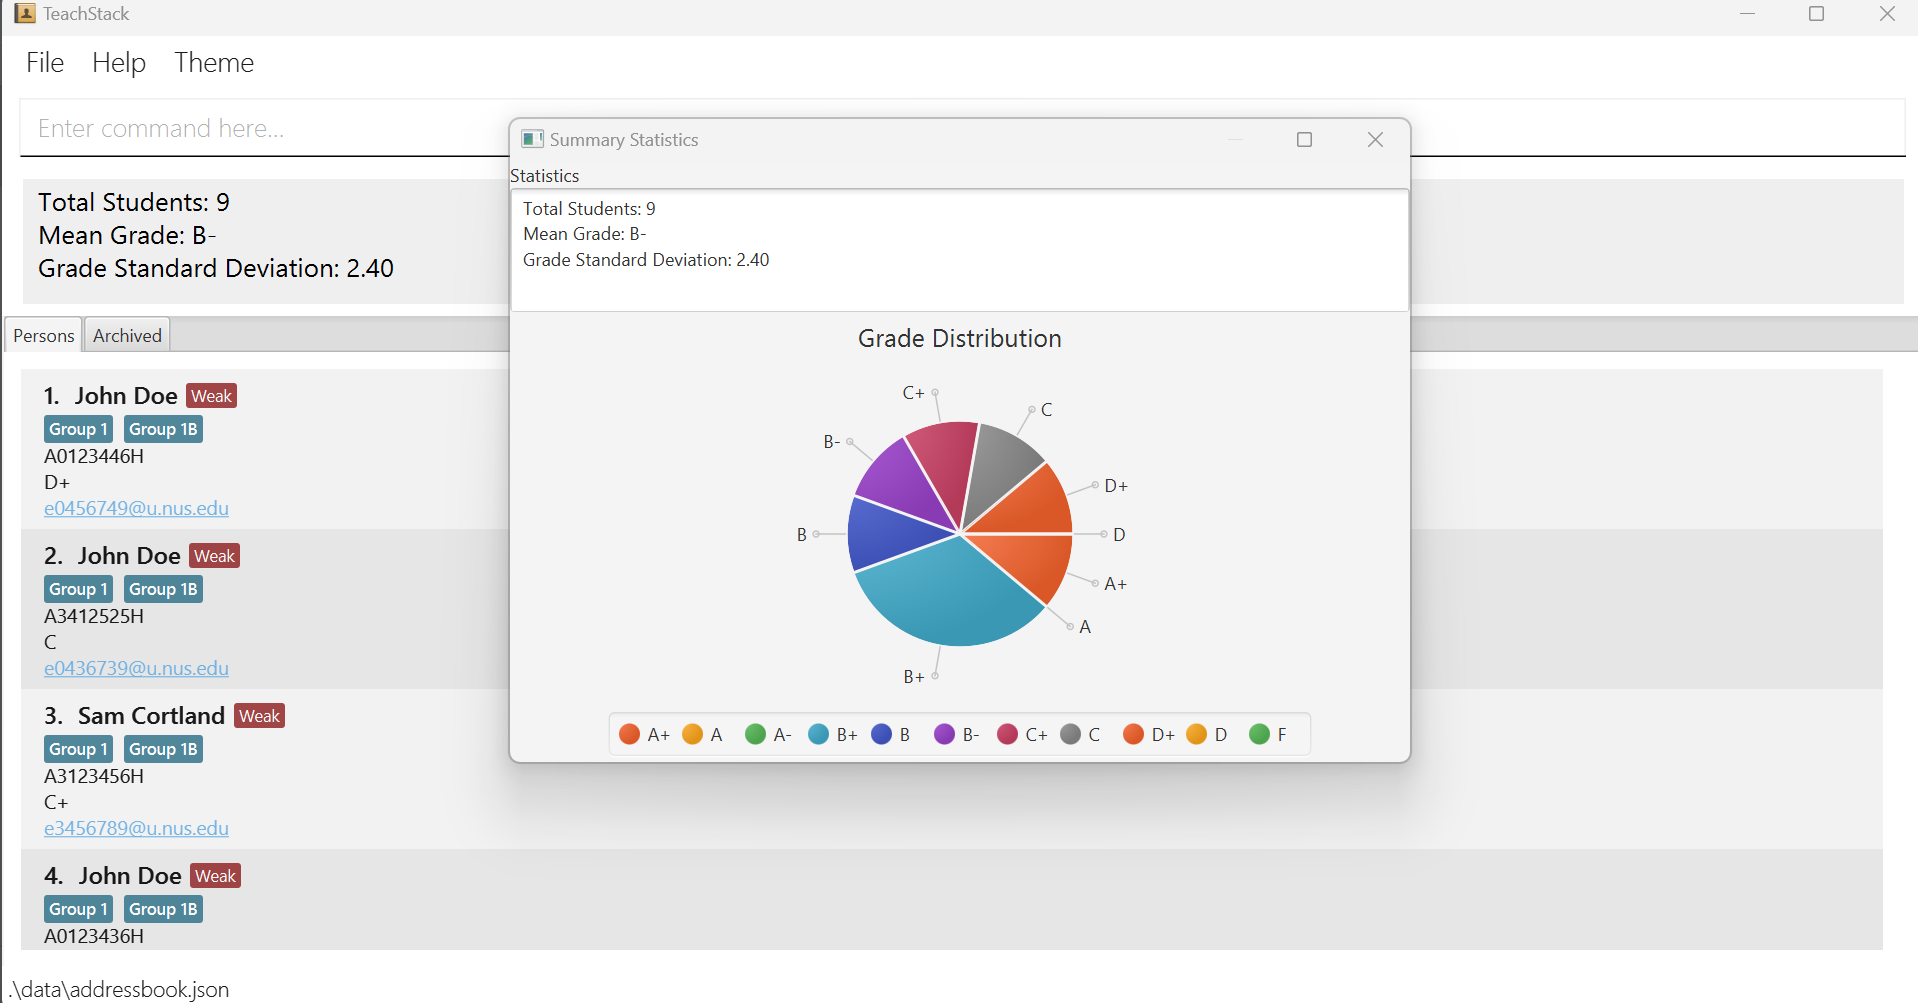 TeachStack
File Help Theme
Enter command here...
Total Students: 9
Mean Grade: B-
Grade Standard Deviation: 2.40
Persons Archived
1. John Doe Weak
Group 1 Group 1B
A0123446H
D+
e0456749@u.nus.edu
2. John Doe Weak
Group 1 Group 1B
A3412525H
C
e0436739@u.nus.edu
3. Sam Cortland Weak
Group 1 Group 1B
A3123456H
C+
e3456789@u.nus.edu
4. John Doe Weak
Group 1 Group 1B
A0123436H
.\data\addressbook.json
Summary Statistics
Statistics
Total Students: 9
Mean Grade: B-
Grade Standard Deviation: 2.40
Grade Distribution
C+
C
B-
D+
B
D
A+
A
B+
A+ A A- B+ B B- C+ C D+ D F